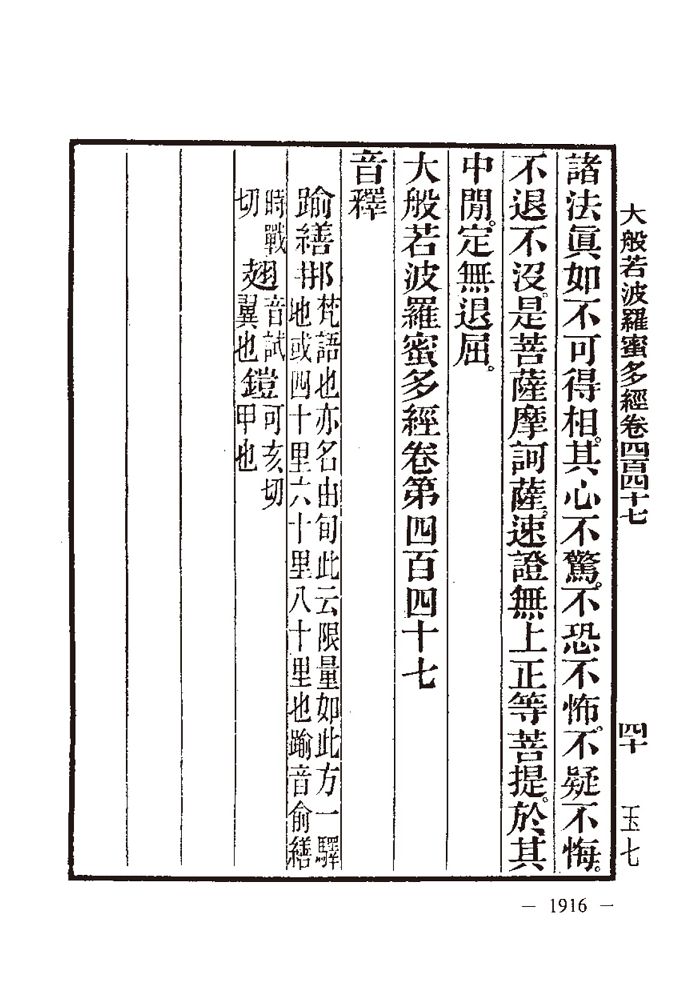 大般若波羅蜜多經卷四百四十七 四十 玉七
諸法眞如不可得相。其心不驚。不恐不怖。不疑不悔。
不退不沒。是菩薩摩訶薩。速證無上正等菩提。於其
中閒。定無退屈。
大般若波羅蜜多經卷第四百四十七
音釋
踰繕那梵語也亦名由旬此云限量如此方一驛
地或四十里六十里八十里也踰音俞繕
時戰切 翅音試翼也 鎧可亥切甲也
— 1916 —